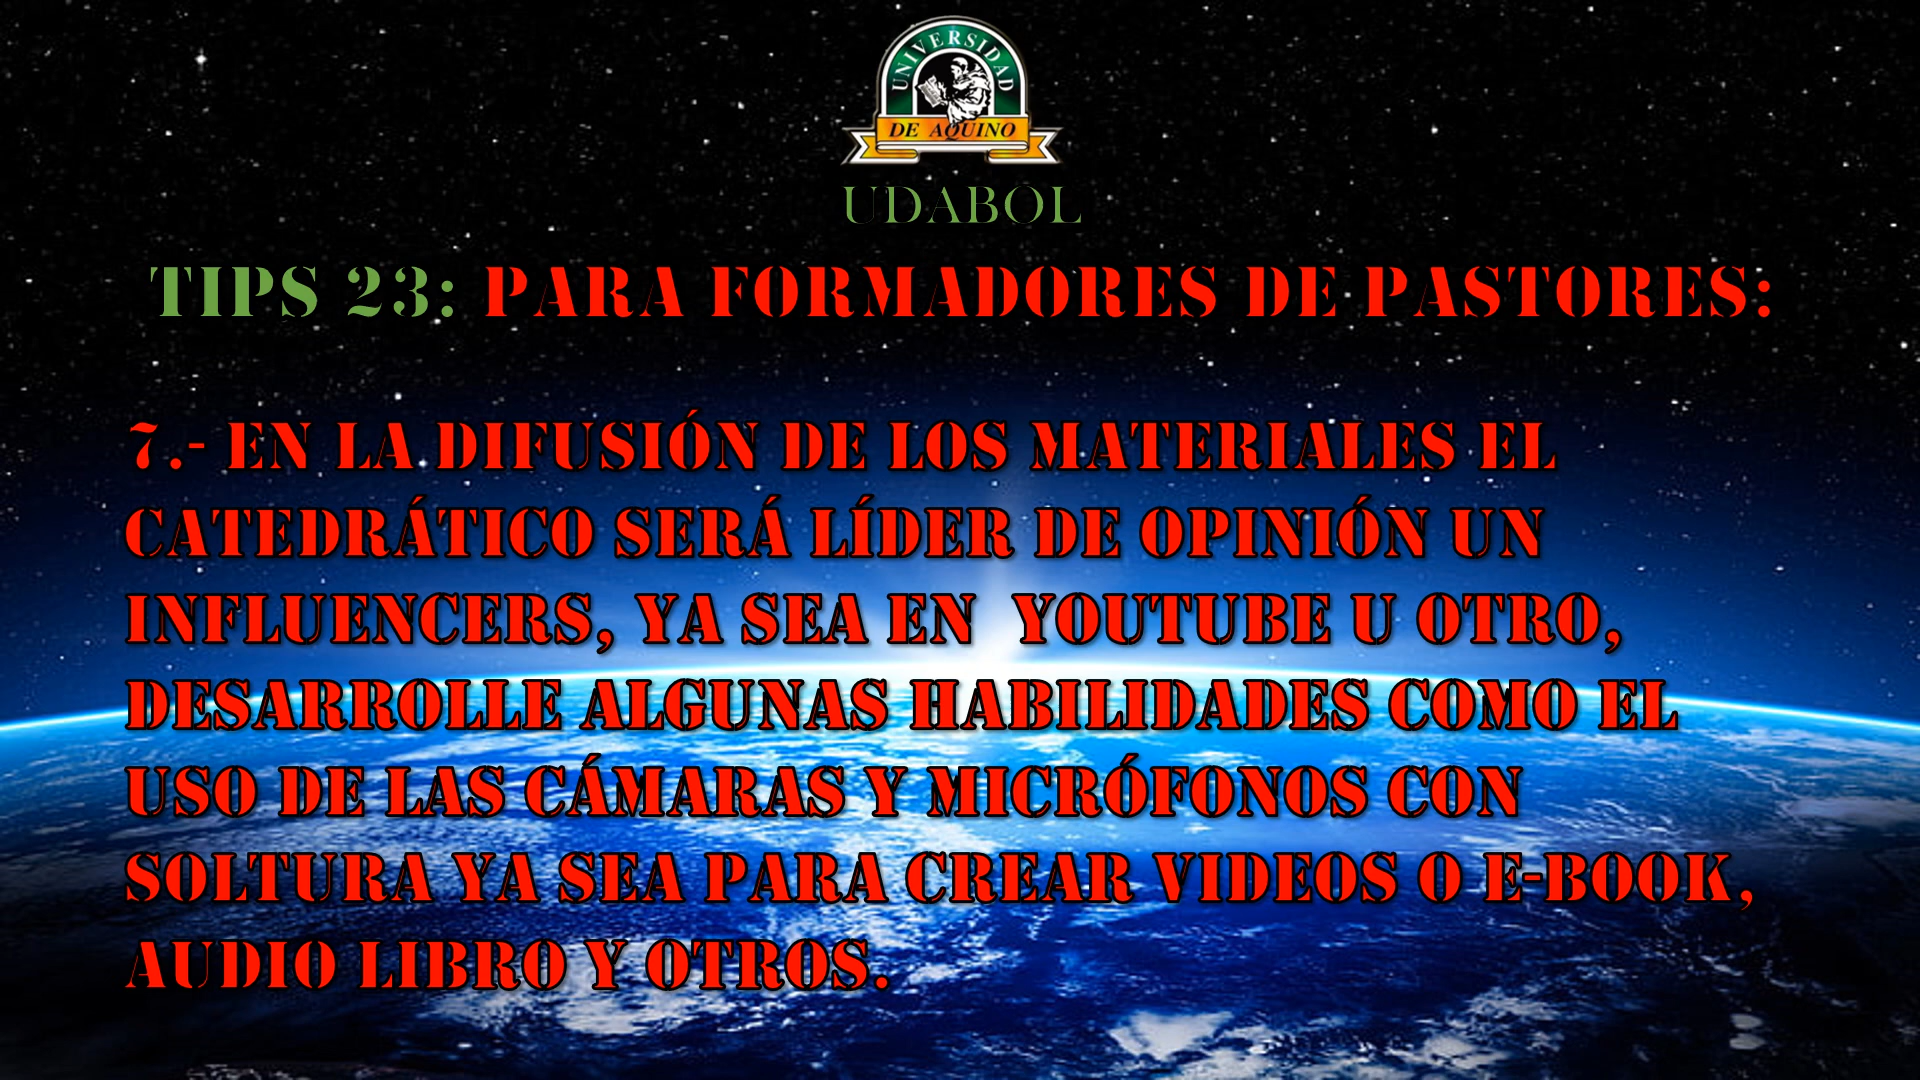 UNIVERSIDAD
DE AQUINO
UDABOL
TIPS 23: PARA FORMADORES DE PASTORES:
7.- EN LA DIFUSIÓN DE LOS MATERIALES EL
CATEDRÁTICO SERÁ LÍDER DE OPINIÓN UN
INFLUENCERS, YA SEA EN YOUTUBE U OTRO,
DESARROLLE ALGUNAS HABILIDADES COMO EL
USO DE LAS CÁMARAS Y MICRÓFONOS CON
SOLTURA YA SEA PARA CREAR VIDEOS O E-BOOK,
AUDIO LIBRO Y OTROS.